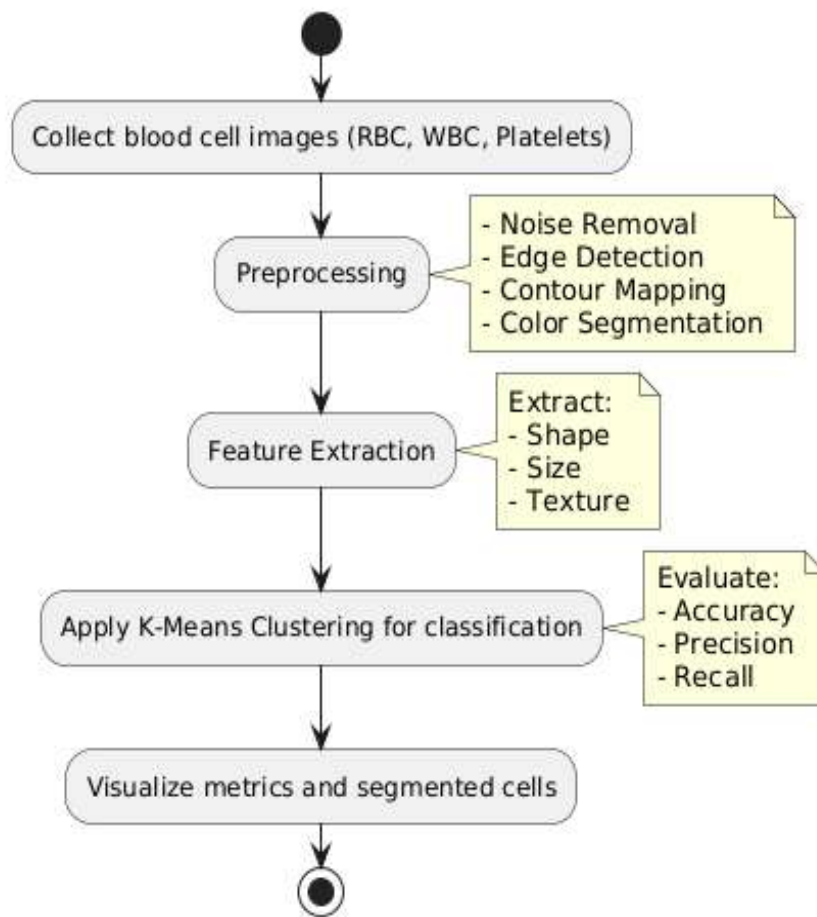 Collect blood cell images (RBC, WBC, Platelets)
Preprocessing
- Noise Removal
- Edge Detection
- Contour Mapping
- Color Segmentation
Feature Extraction
Extract:
- Shape
- Size
- Texture
Apply K-Means Clustering for classification
Evaluate:
- Accuracy
- Precision
- Recall
Visualize metrics and segmented cells